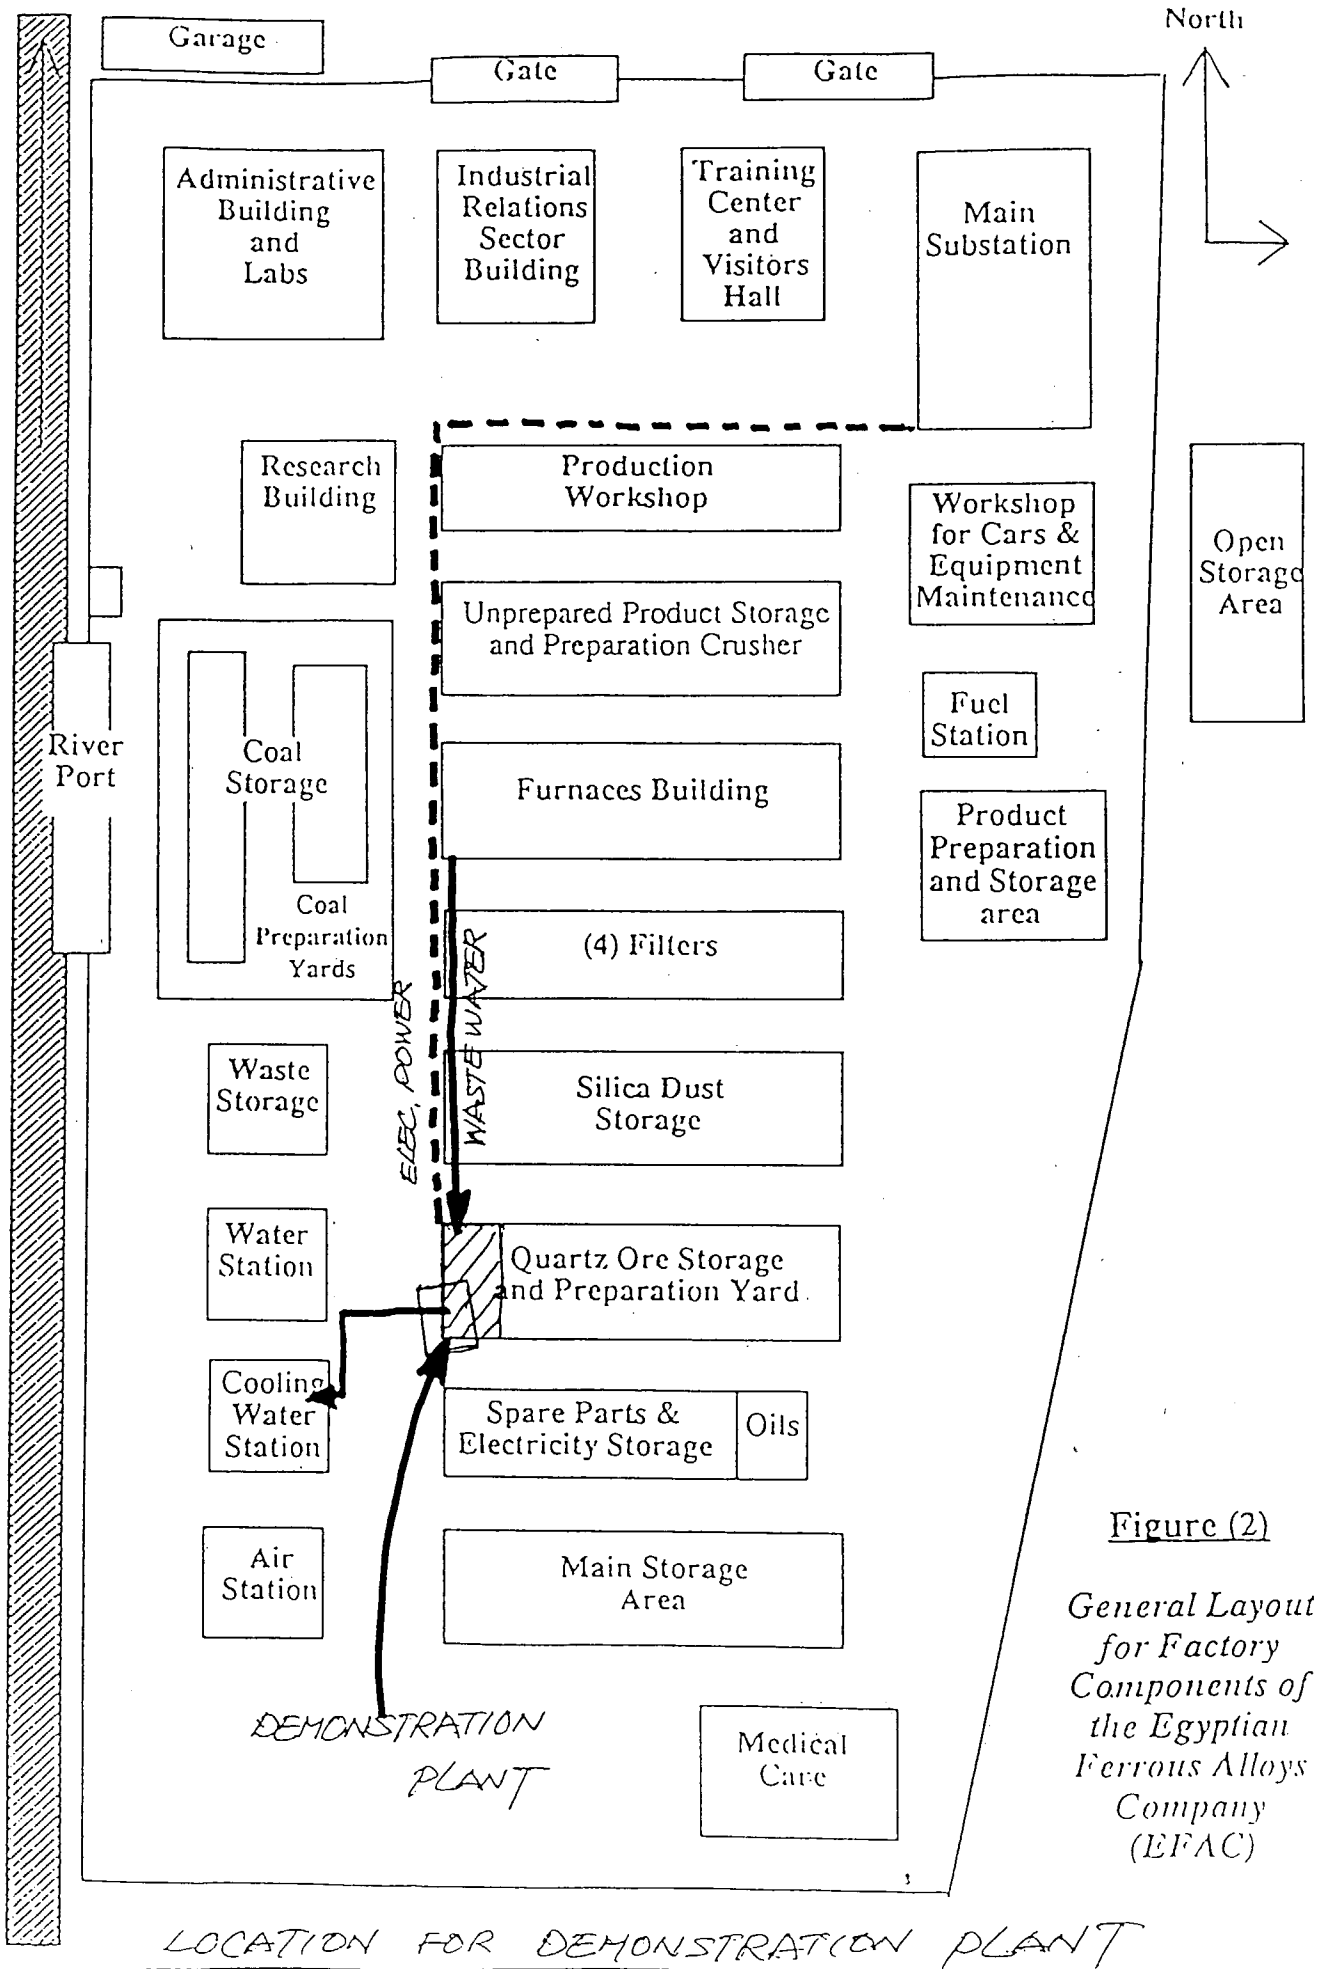 North
Garage
Gate
Gate
Administrative
Building
and
Labs
Industrial
Relations
Sector
Building
Training
Center
and
Visitors
Hall
Main
Substation
Research
Building
Production
Workshop
Workshop
for Cars &
Equipment
Maintenance
Open
Storage
Area
Unprepared Product Storage
and Preparation Crusher
Fuel
Station
River
Port
Coal
Storage
Coal
Preparation
Yards
Furnaces Building
Product
Preparation
and Storage
area
(4) Filters
ELEC. POWER
WASTE WATER
Waste
Storage
Silica Dust
Storage
Water
Station
Quartz Ore Storage
and Preparation Yard
Cooling
Water
Station
Spare Parts &
Electricity Storage
Oils
Air
Station
Main Storage
Area
DEMONSTRATION
PLANT
Medical
Care
Figure (2)
General Layout
for Factory
Components of
the Egyptian
Ferrous Alloys
Company
(EFAC)
LOCATION FOR DEMONSTRATION PLANT